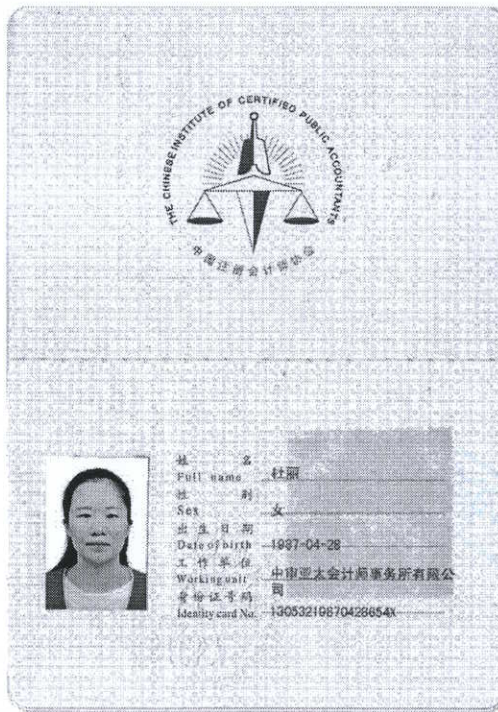 THE CHINESE INSTITUTE OF CERTIFIED PUBLIC ACCOUNTANTS
中国注册会计师协会
姓 名
Full name 杜丽
性 别
Sex 女
出生日期
Date of birth 1987-04-28
工作单位
Working unit 中审亚太会计师事务所有限公
司
身份证号码
Identity card No. 13053219870428654X